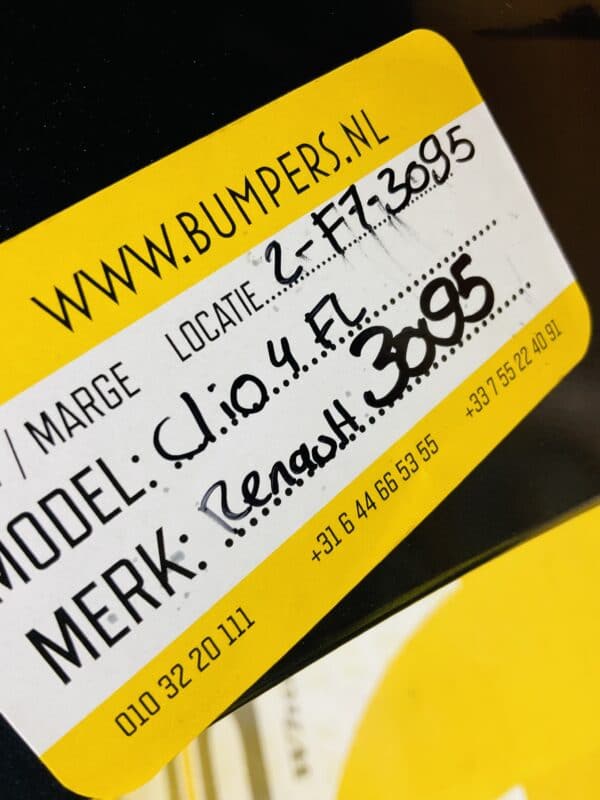 WWW.BUMPERS.NL
/ MARGE LOCATIE 2-F7-3095
MODEL: Clio 4 FL
MERK: Renault 3095
010 32 20 111 +31 6 44 66 53 55 +33 7 55 22 40 91